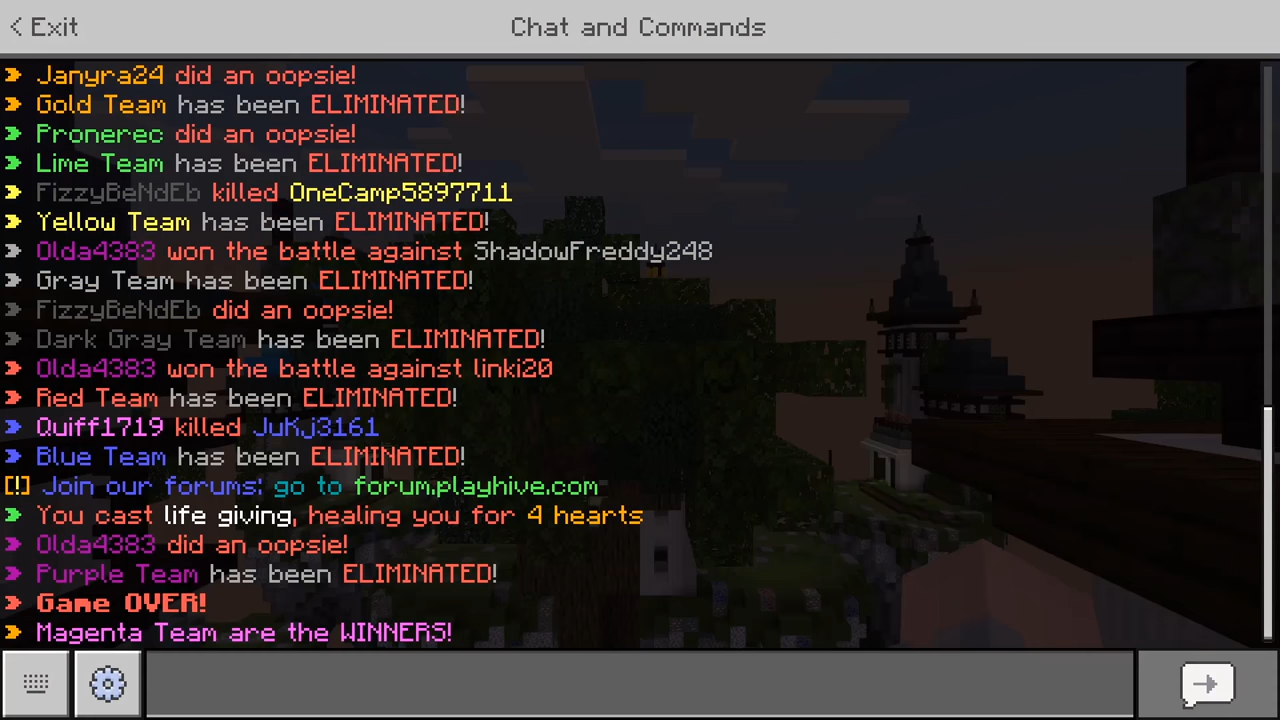 < Exit
Chat and Commands
Janyra24 did an oopsie!
Gold Team has been ELIMINATED!
Pronerec did an oopsie!
Lime Team has been ELIMINATED!
FizzyBeNdEb killed OneCamp5897711
Yellow Team has been ELIMINATED!
Olda4383 won the battle against ShadowFreddy248
Gray Team has been ELIMINATED!
FizzyBeNdEb did an oopsie!
Dark Gray Team has been ELIMINATED!
Olda4383 won the battle against linki20
Red Team has been ELIMINATED!
Quiff1719 killed JuKj3161
Blue Team has been ELIMINATED!
[!] Join our forums: go to forum.playhive.com
You cast life giving, healing you for 4 hearts
Olda4383 did an oopsie!
Purple Team has been ELIMINATED!
Game OVER!
Magenta Team are the WINNERS!